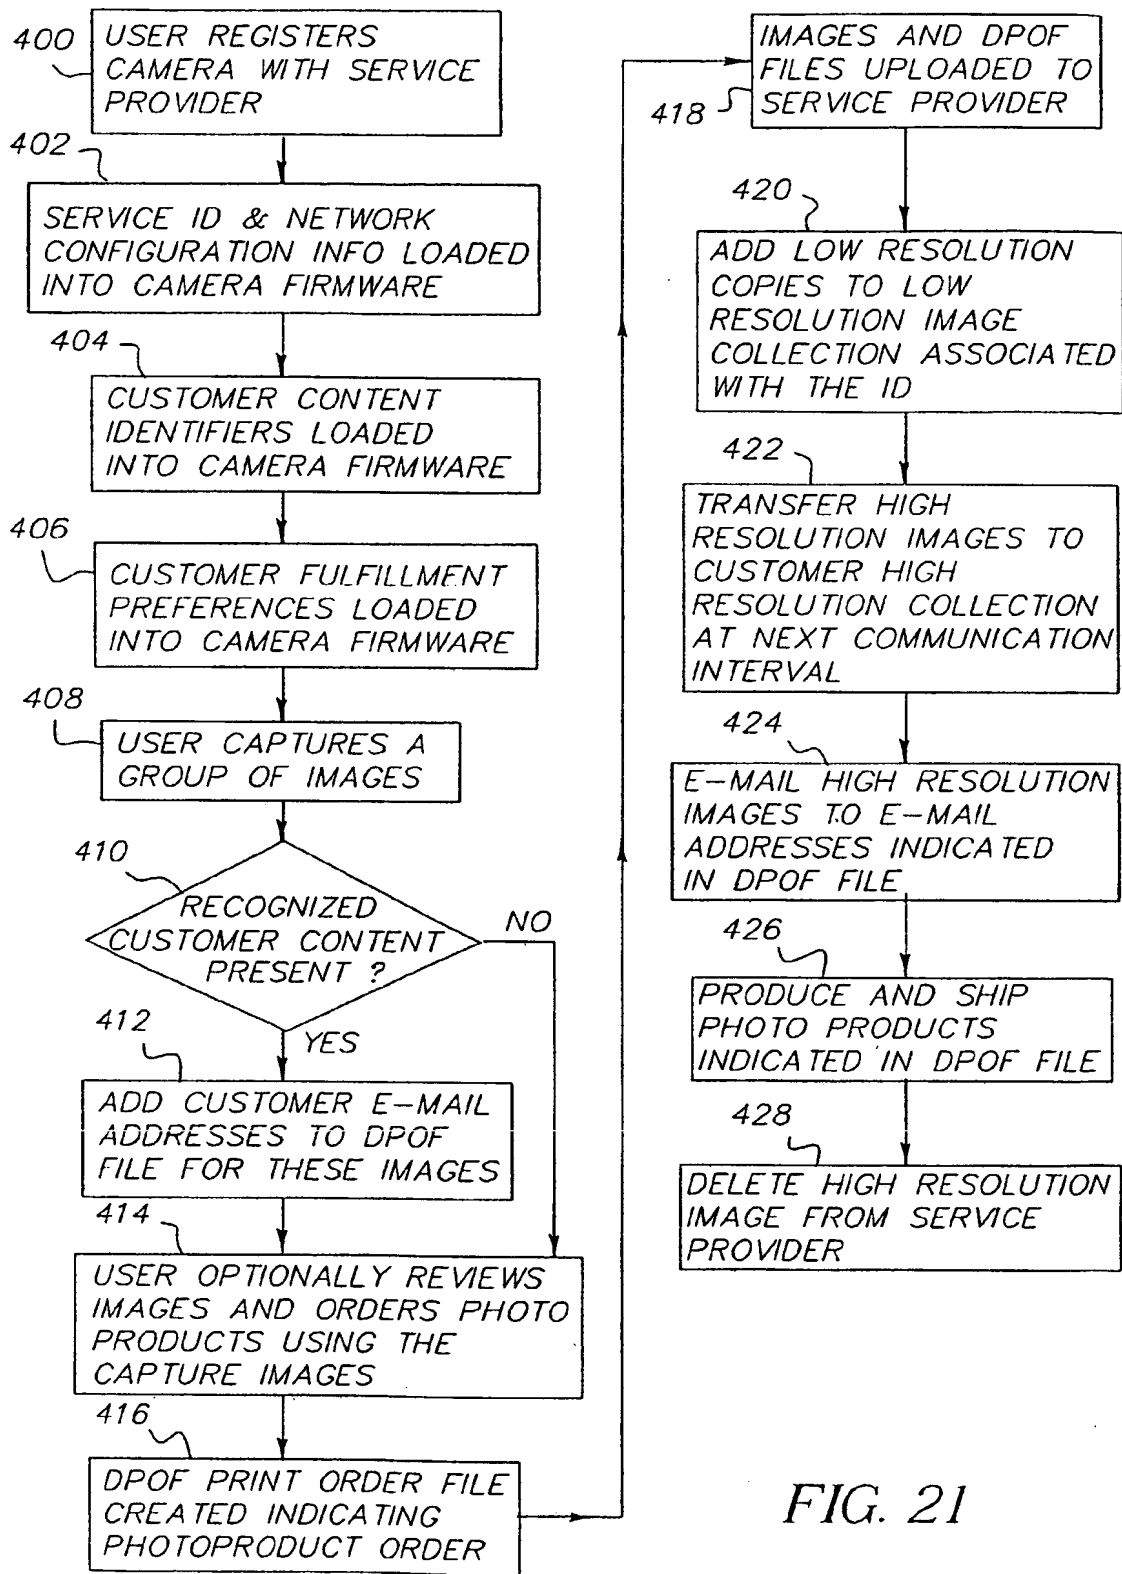 400
USER REGISTERS
CAMERA WITH SERVICE
PROVIDER
402
SERVICE ID & NETWORK
CONFIGURATION INFO LOADED
INTO CAMERA FIRMWARE
404
CUSTOMER CONTENT
IDENTIFIERS LOADED
INTO CAMERA FIRMWARE
406
CUSTOMER FULFILLMENT
PREFERENCES LOADED
INTO CAMERA FIRMWARE
408
USER CAPTURES A
GROUP OF IMAGES
410
RECOGNIZED
CUSTOMER CONTENT
PRESENT ?
NO
YES
412
ADD CUSTOMER E-MAIL
ADDRESSES TO DPOF
FILE FOR THESE IMAGES
414
USER OPTIONALLY REVIEWS
IMAGES AND ORDERS PHOTO
PRODUCTS USING THE
CAPTURE IMAGES
416
DPOF PRINT ORDER FILE
CREATED INDICATING
PHOTOPRODUCT ORDER
IMAGES AND DPOF
FILES UPLOADED TO
SERVICE PROVIDER
418
420
ADD LOW RESOLUTION
COPIES TO LOW
RESOLUTION IMAGE
COLLECTION ASSOCIATED
WITH THE ID
422
TRANSFER HIGH
RESOLUTION IMAGES TO
CUSTOMER HIGH
RESOLUTION COLLECTION
AT NEXT COMMUNICATION
INTERVAL
424
E-MAIL HIGH RESOLUTION
IMAGES TO E-MAIL
ADDRESSES INDICATED
IN DPOF FILE
426
PRODUCE AND SHIP
PHOTO PRODUCTS
INDICATED IN DPOF FILE
428
DELETE HIGH RESOLUTION
IMAGE FROM SERVICE
PROVIDER
FIG. 21